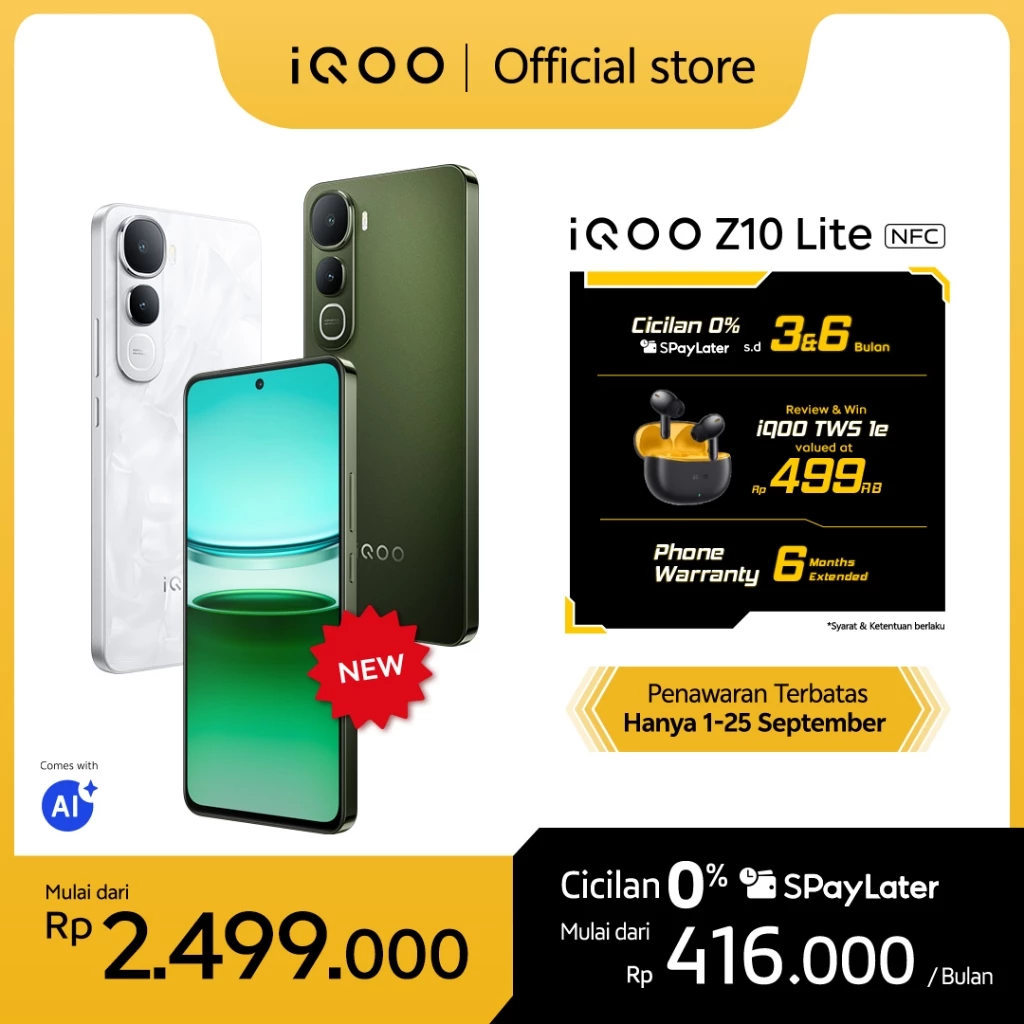 iQOO | Official store
iQOO Z10 Lite NFC
Cicilan 0%
SPayLater s.d 3&6 Bulan
Review & Win
iQOO TWS 1e
valued at
Rp 499RB
Phone
Warranty
6 Months
Extended
*Syarat & Ketentuan berlaku
iQOO
NEW
Penawaran Terbatas
Hanya 1-25 September
Comes with
AI
Mulai dari
Rp 2.499.000
Cicilan 0% SPayLater
Mulai dari
Rp 416.000 /Bulan